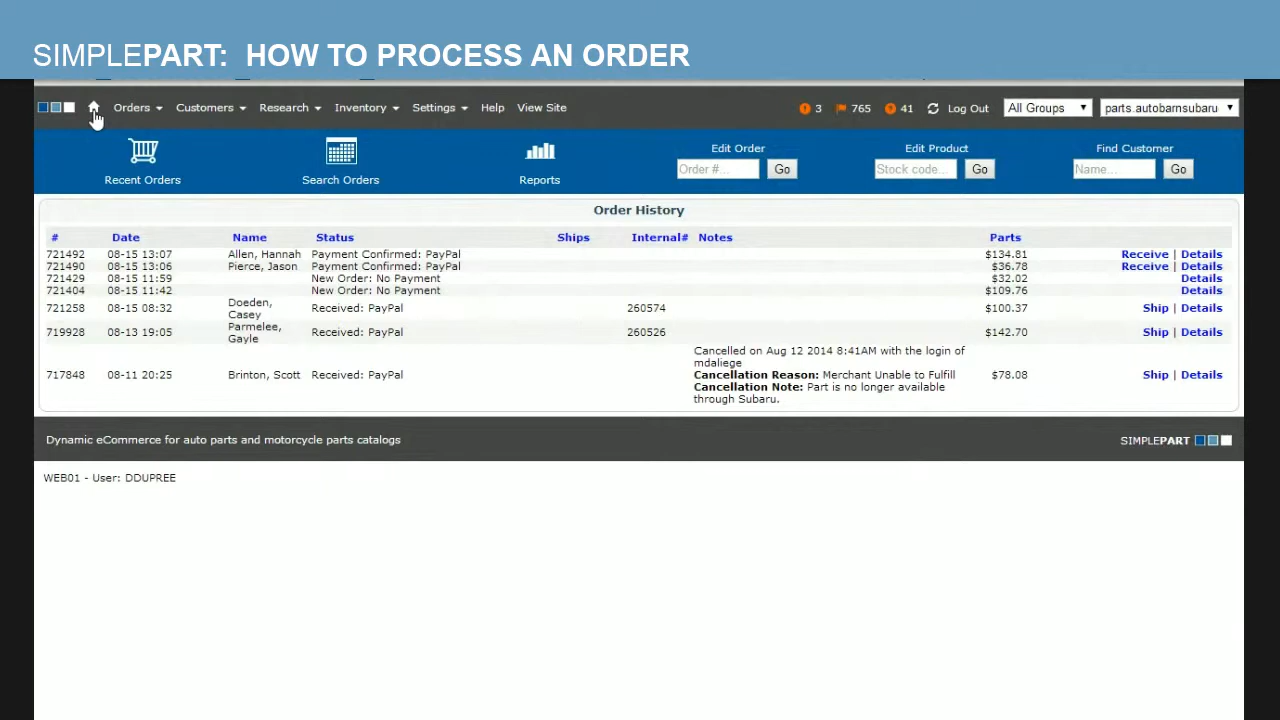 SIMPLEPART: HOW TO PROCESS AN ORDER
Orders Customers Research Inventory Settings Help View Site 3 765 41 Log Out All Groups parts.autobarnsubaru
Edit Order Edit Product Find Customer
Order #... Go Stock code... Go Name... Go
Recent Orders Search Orders Reports
Order History
# Date Name Status Ships Internal# Notes Parts
721492 08-15 13:07 Allen, Hannah Payment Confirmed: PayPal $134.81 Receive | Details
721490 08-15 13:06 Pierce, Jason Payment Confirmed: PayPal $36.78 Receive | Details
721429 08-15 11:59 New Order: No Payment $32.02 Details
721404 08-15 11:42 New Order: No Payment $109.76 Details
Doeden,
721258 08-15 08:32 Received: PayPal 260574 $100.37 Ship | Details
Casey
Parmelee,
719928 08-13 19:05 Received: PayPal 260526 $142.70 Ship | Details
Gayle
Cancelled on Aug 12 2014 8:41AM with the login of
mdaliege
717848 08-11 20:25 Brinton, Scott Received: PayPal Cancellation Reason: Merchant Unable to Fulfill $78.08 Ship | Details
Cancellation Note: Part is no longer available
through Subaru.
Dynamic eCommerce for auto parts and motorcycle parts catalogs SIMPLEPART
WEB01 - User: DDUPREE